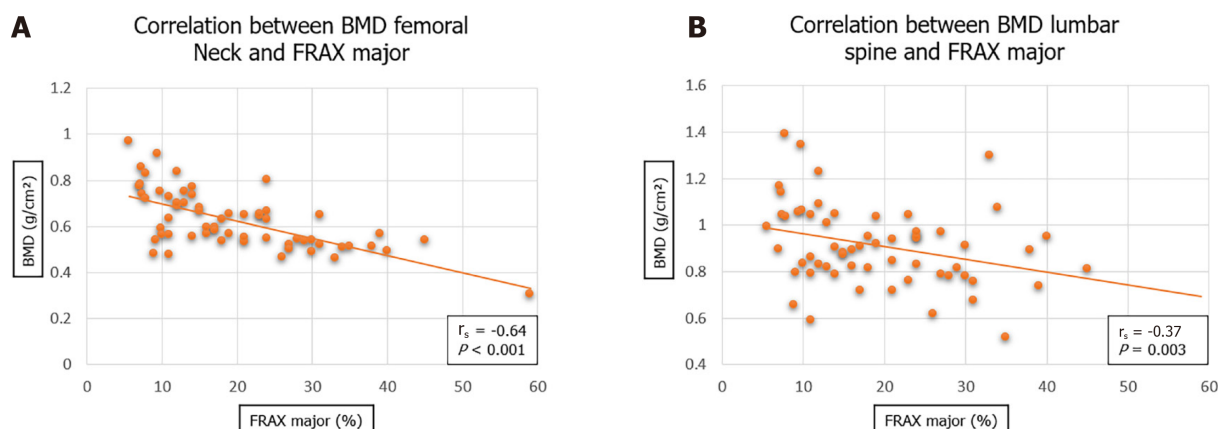 A
Correlation between BMD femoral
Neck and FRAX major
BMD (g/cm²)
1.2
1
0.8
0.6
0.4
0.2
0
0
10
20
30
40
50
60
r_s = -0.64
P < 0.001
FRAX major (%)
B
Correlation between BMD lumbar
spine and FRAX major
BMD (g/cm²)
1.6
1.4
1.2
1
0.8
0.6
0.4
0
10
20
30
40
50
60
r_s = -0.37
P = 0.003
FRAX major (%)